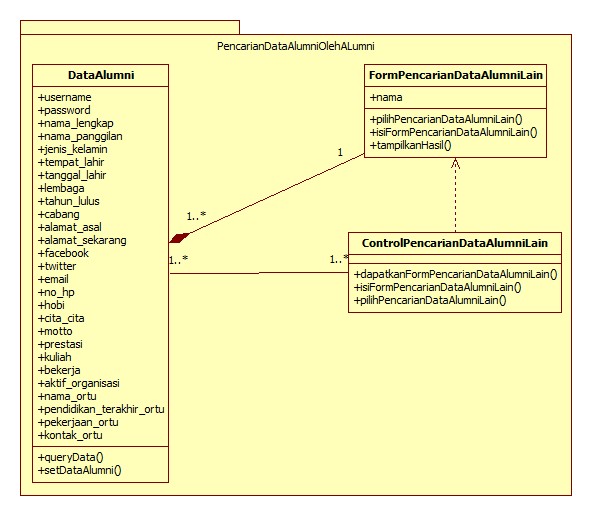 PencarianDataAlumniOlehALumni
DataAlumni
+username
+password
+nama_lengkap
+nama_panggilan
+jenis_kelamin
+tempat_lahir
+tanggal_lahir
+lembaga
+tahun_lulus
+cabang
+alamat_asal
+alamat_sekarang
+facebook
+twitter
+email
+no_hp
+hobi
+cita_cita
+motto
+prestasi
+kuliah
+bekerja
+aktif_organisasi
+nama_ortu
+pendidikan_terakhir_ortu
+pekerjaan_ortu
+kontak_ortu
+queryData()
+setDataAlumni()
FormPencarianDataAlumniLain
+nama
+pilihPencarianDataAlumniLain()
+isiFormPencarianDataAlumniLain()
+tampilkanHasil()
1
1..*
1..*
1..*
ControlPencarianDataAlumniLain
+dapatkanFormPencarianDataAlumniLain()
+isiFormPencarianDataAlumniLain()
+pilihPencarianDataAlumniLain()